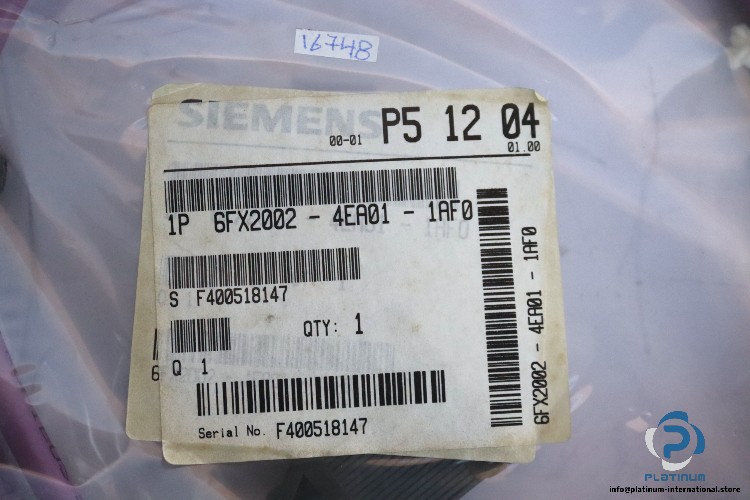 16748
SIEMENS
00-01 P5 12 04
01.00
1P 6FX2002 - 4EA01 - 1AF0
S F400518147
QTY: 1
Q 1
Serial No. F400518147
6FX2002 - 4EA01 - 1AF0
PLATINUM
info@platinum-international.store